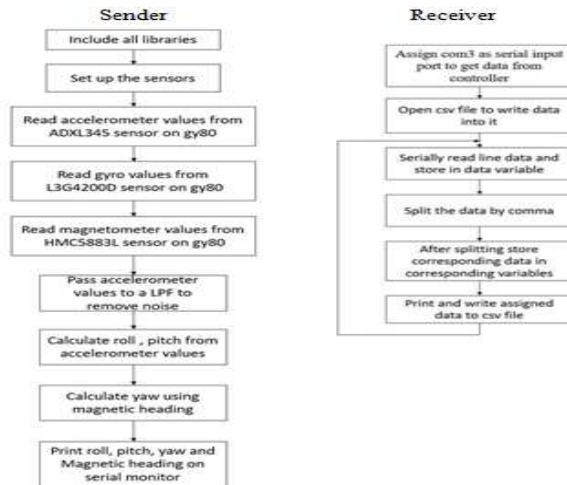 Sender
Include all libraries
Set up the sensors
Read accelerometer values from
ADXL345 sensor on gy80
Read gyro values from
L3G4200D sensor on gy80
Read magnetometer values from
HMC5883L sensor on gy80
Pass accelerometer
values to a LPF to
remove noise
Calculate roll , pitch from
accelerometer values
Calculate yaw using
magnetic heading
Print roll, pitch, yaw and
Magnetic heading on
serial monitor
Receiver
Assign com3 as serial input
port to get data from
controller
Open csv file to write data
into it
Serially read line data and
store in data variable
Split the data by comma
After splitting store
corresponding data in
corresponding variables
Print and write assigned
data to csv file